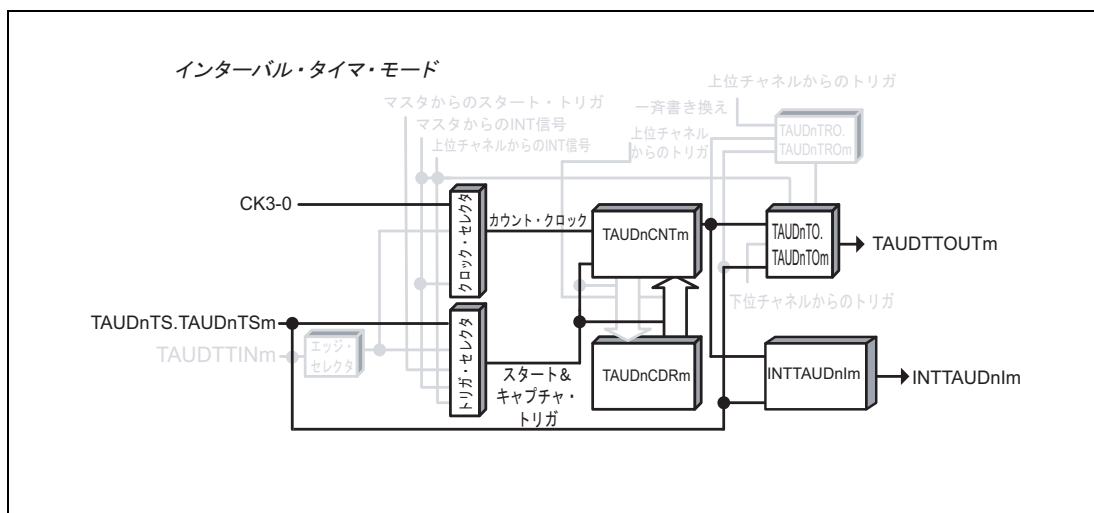 インターバル・タイマ・モード
上位チャネルからのトリガ
マスタからのスタート・トリガ
一斉書き換え
マスタからのINT信号
上位チャネルからのINT信号
上位チャネル
からのトリガ
TAUDnTRO.
TAUDnTROm
CK3-0
クロック・セレクタ
カウント・クロック
TAUDnCNTm
TAUDnTO.
TAUDnTOm
TAUDTTOUTm
下位チャネルからのトリガ
TAUDnTS.TAUDnTSm
TAUDTTINm
エッジ・
セレクタ
トリガ・セレクタ
スタート&
キャプチャ・
トリガ
TAUDnCDRm
INTTAUDnIm
INTTAUDnIm